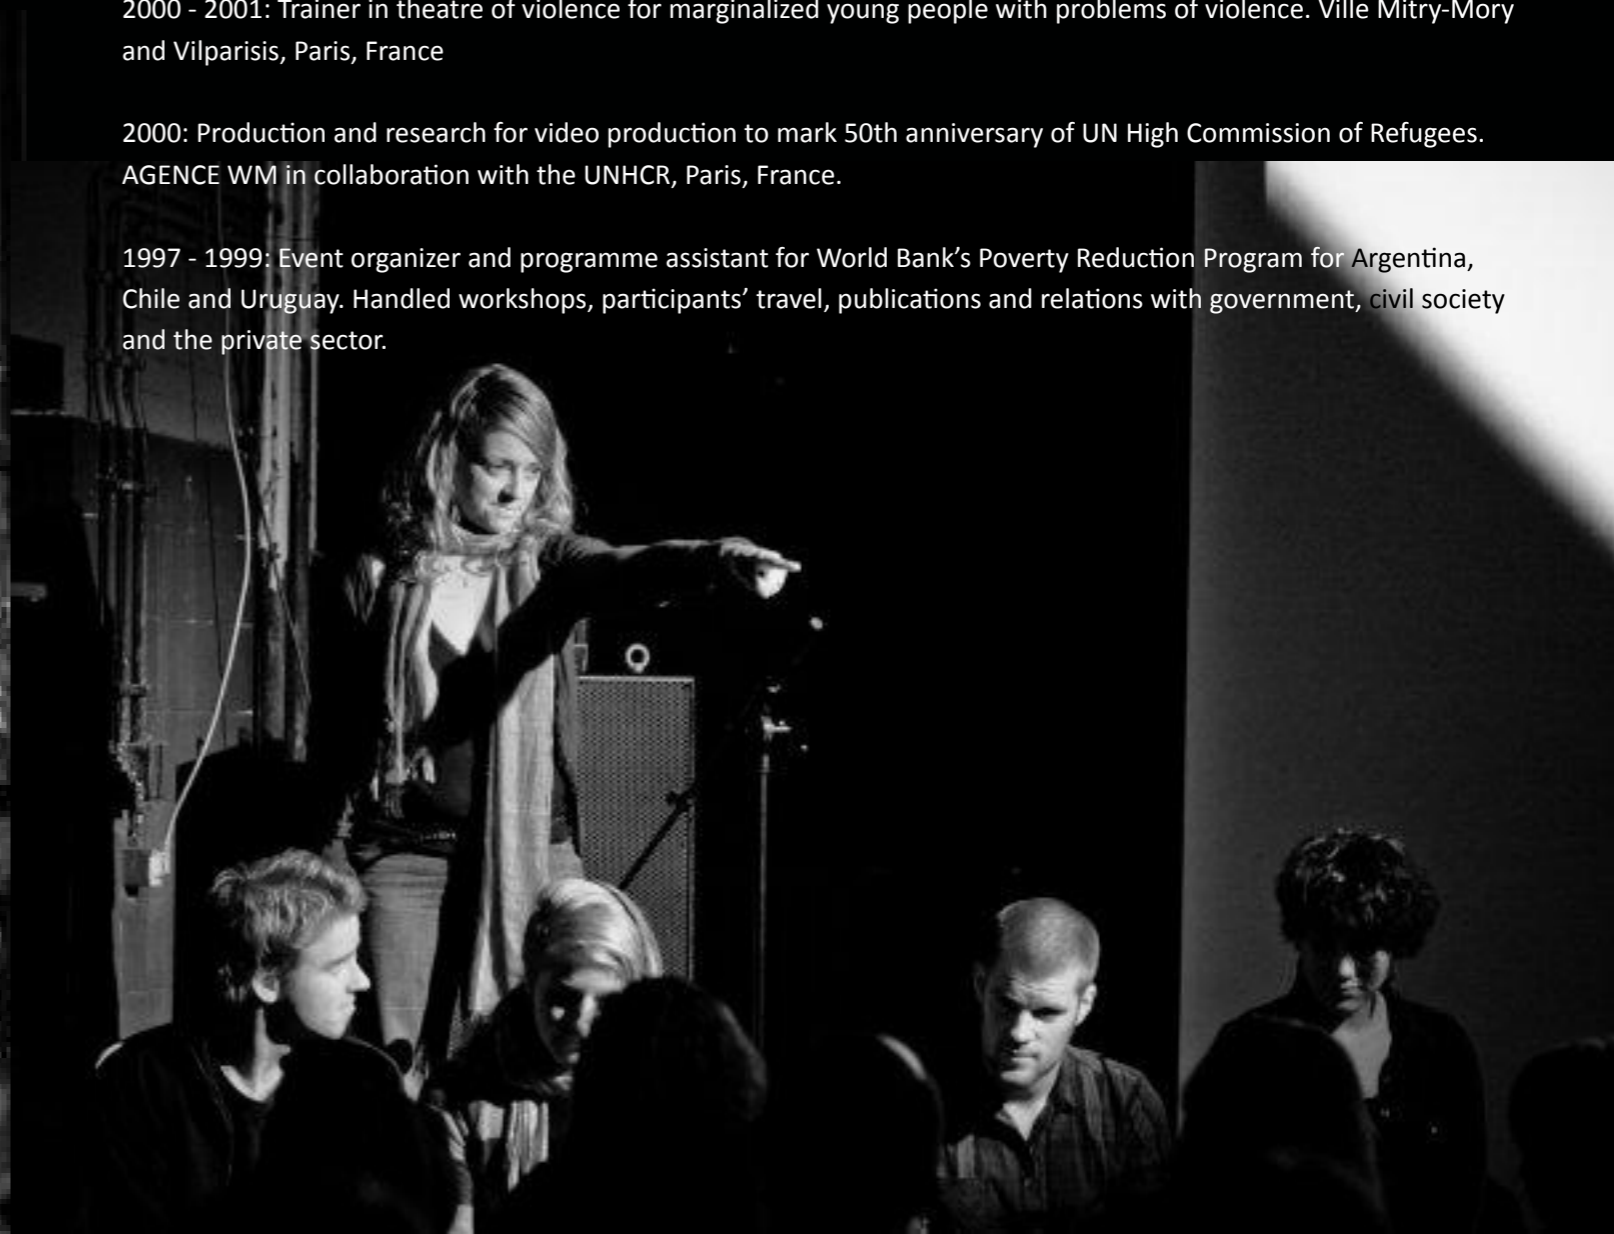 2000 - 2001: Trainer in theatre of violence for marginalized young people with problems of violence. Ville Mitry-Mory
and Vilparisis, Paris, France
2000: Production and research for video production to mark 50th anniversary of UN High Commission of Refugees.
AGENCE WM in collaboration with the UNHCR, Paris, France.
1997 - 1999: Event organizer and programme assistant for World Bank’s Poverty Reduction Program for Argentina,
Chile and Uruguay. Handled workshops, participants’ travel, publications and relations with government, civil society
and the private sector.